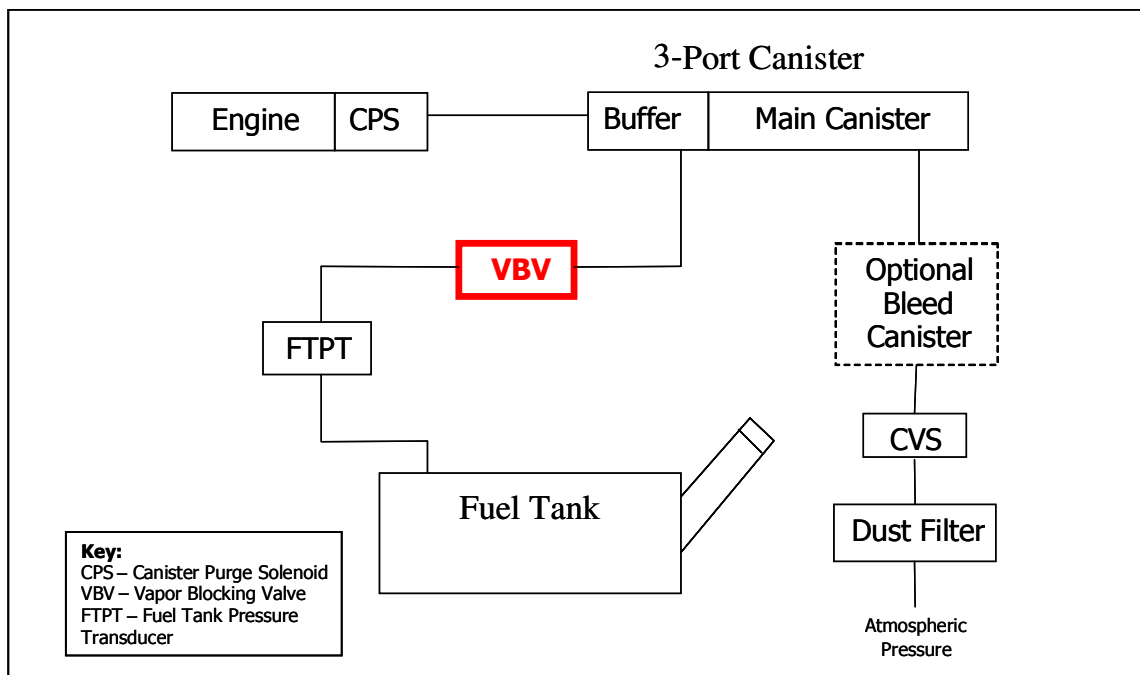 3-Port Canister
Engine
CPS
Buffer
Main Canister
VBV
Optional
Bleed
Canister
FTPT
CVS
Fuel Tank
Dust Filter
Key:
CPS – Canister Purge Solenoid
VBV – Vapor Blocking Valve
FTPT – Fuel Tank Pressure
Transducer
Atmospheric
Pressure